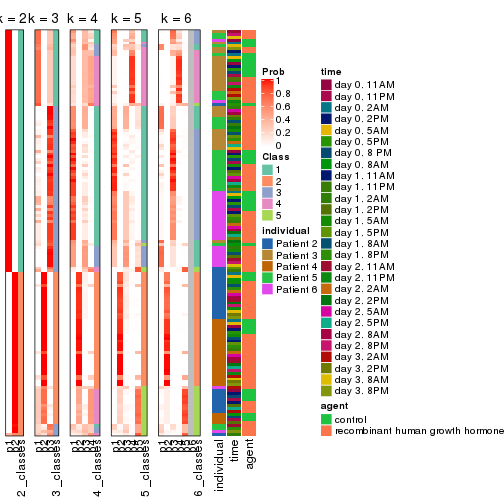 k = 2
k = 3
k = 4
k = 5
k = 6
Prob
1
0.8
0.6
0.4
0.2
0
Class
1
2
3
4
5
Individual
Patient 2
Patient 3
Patient 4
Patient 5
Patient 6
time
day 0. 11AM
day 0. 11PM
day 0. 2AM
day 0. 2PM
day 0. 5AM
day 0. 5PM
day 0. 8 PM
day 0. 8AM
day 1. 11AM
day 1. 11PM
day 1. 2AM
day 1. 2PM
day 1. 5AM
day 1. 5PM
day 1. 8AM
day 1. 8PM
day 2. 11AM
day 2. 11PM
day 2. 2AM
day 2. 2PM
day 2. 5AM
day 2. 5PM
day 2. 8AM
day 2. 8PM
day 3. 2AM
day 3. 2PM
day 3. 8AM
day 3. 8PM
agent
control
recombinant human growth hormone
2_classes
3_classes
4_classes
5_classes
6_classes
individual
time
agent